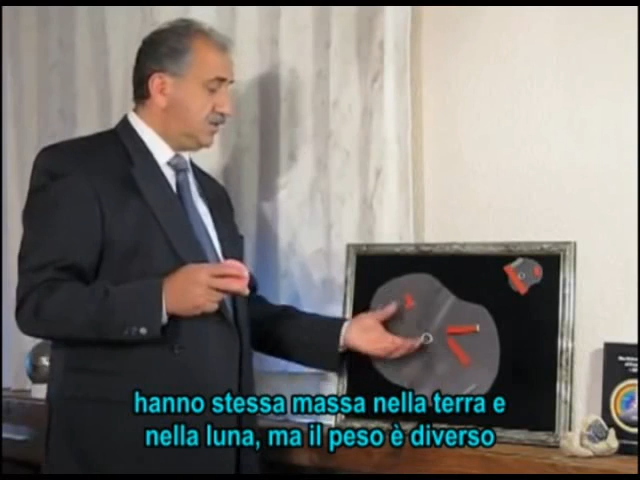 hanno stessa massa nella terra e
nella luna, ma il peso è diverso